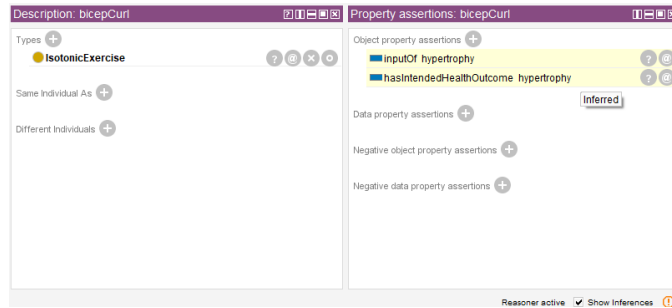 Description: bicepCurl
Property assertions: bicepCurl
Types
IsotonicExercise
Same Individual As
Different Individuals
Object property assertions
inputOf hypertrophy
hasIntendedHealthOutcome hypertrophy
Inferred
Data property assertions
Negative object property assertions
Negative data property assertions
Reasoner active Show Inferences